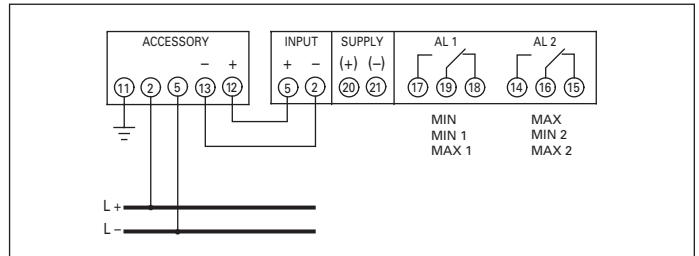 ACCESSORY INPUT SUPPLY AL 1 AL 2
– + + – (+) (–)
11 2 5 13 12 5 2 20 21 17 19 18 14 16 15
MIN MAX
MIN 1 MIN 2
MAX 1 MAX 2
L +
L –